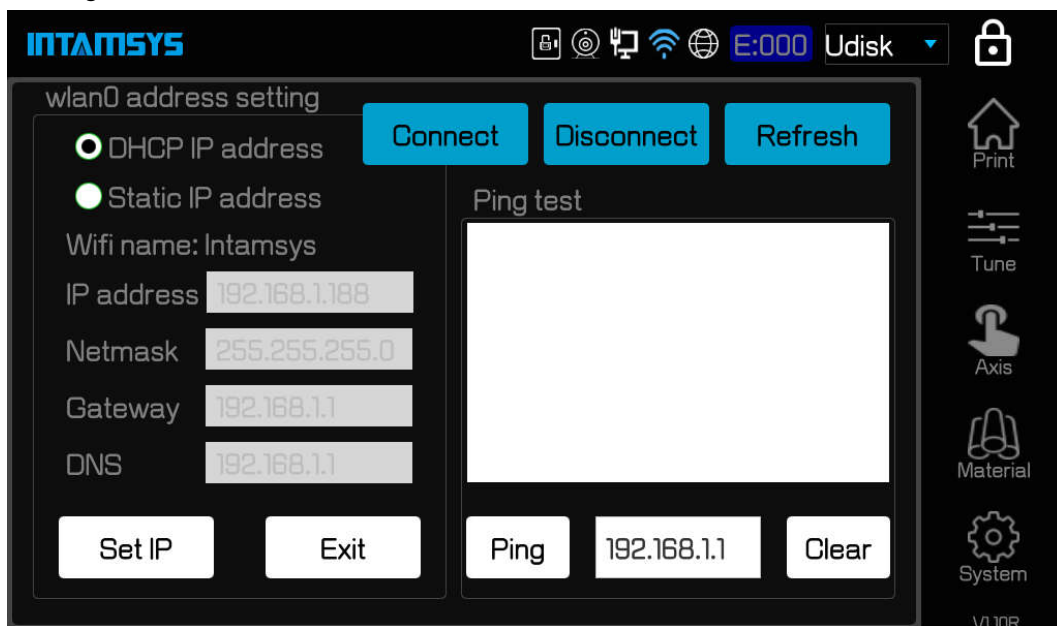 INTAMSYS
E:000 Udisk
wlan0 address setting
Connect Disconnect Refresh
DHCP IP address
Static IP address
Ping test
Wifi name: Intamsys
IP address 192.168.1.188
Netmask 255.255.255.0
Gateway 192.168.1.1
DNS 192.168.1.1
Set IP Exit Ping 192.168.1.1 Clear
Print
Tune
Axis
Material
System